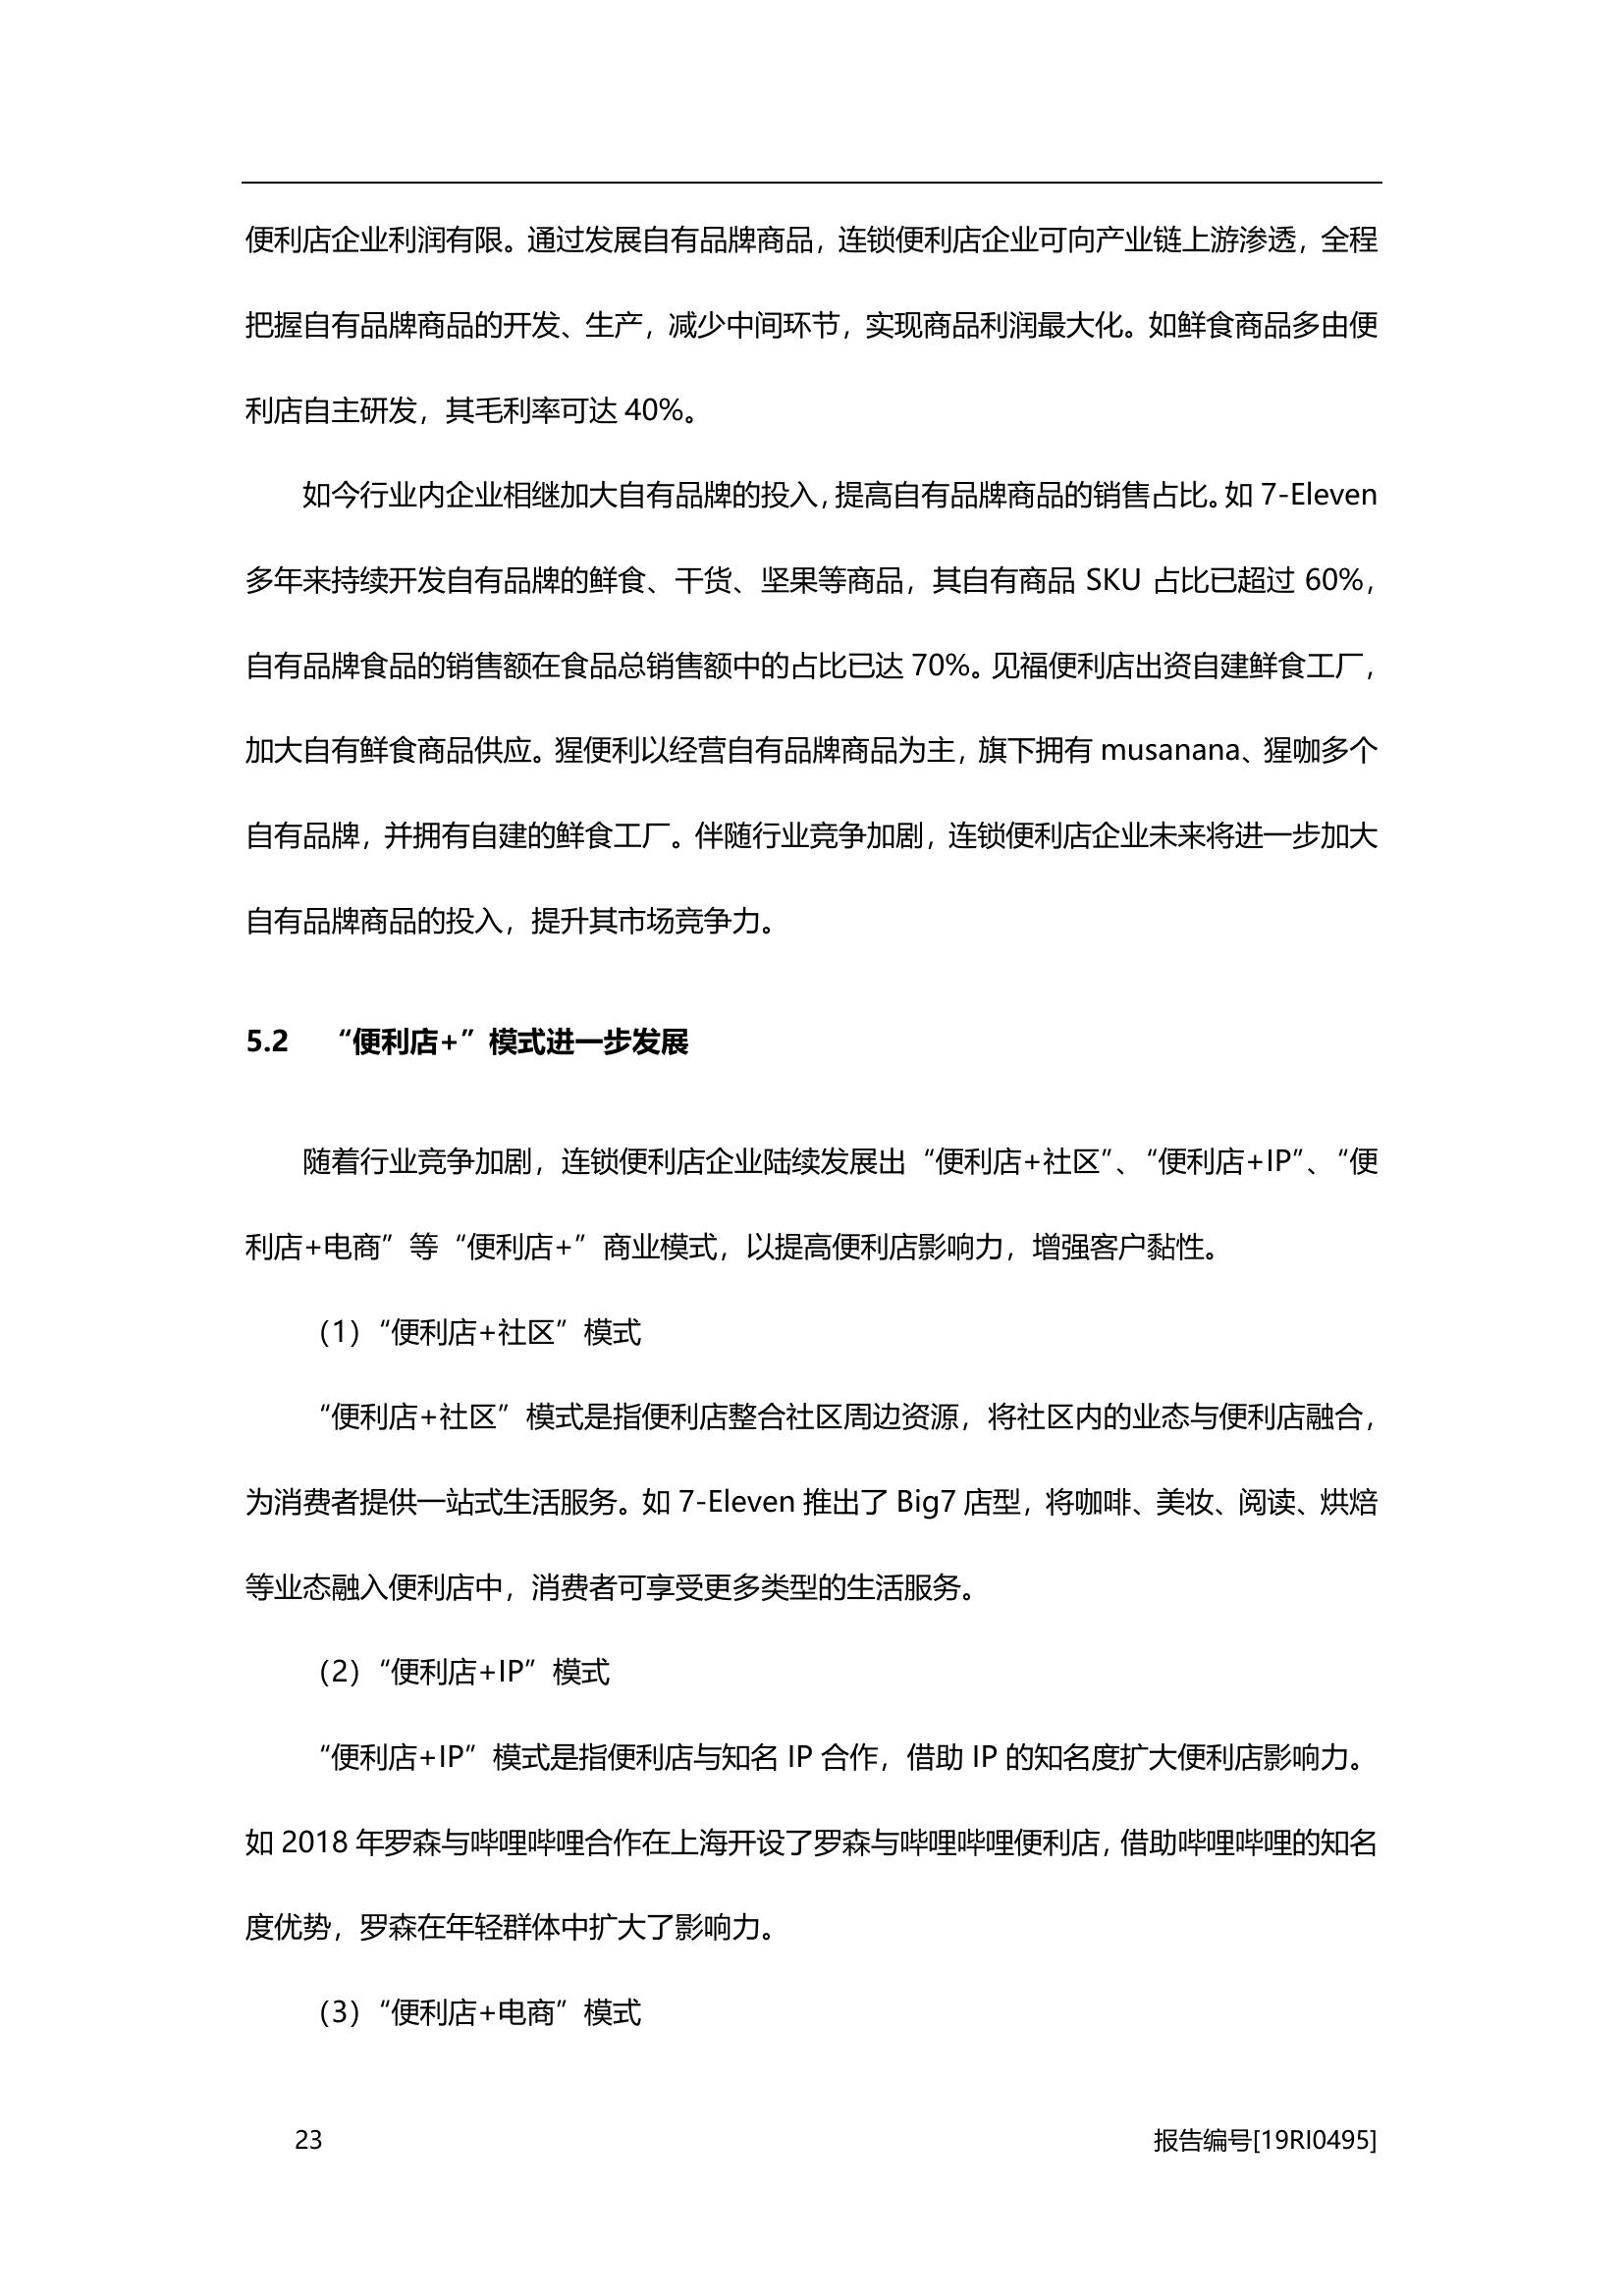 便利店企业利润有限。通过发展自有品牌商品，连锁便利店企业可向产业链上游渗透，全程
把握自有品牌商品的开发、生产，减少中间环节，实现商品利润最大化。如鲜食商品多由便
利店自主研发，其毛利率可达 40%。
如今行业内企业相继加大自有品牌的投入，提高自有品牌商品的销售占比。如 7-Eleven
多年来持续开发自有品牌的鲜食、干货、坚果等商品，其自有商品 SKU 占比已超过 60%，
自有品牌食品的销售额在食品总销售额中的占比已达 70%。见福便利店出资自建鲜食工厂，
加大自有鲜食商品供应。猩便利以经营自有品牌商品为主，旗下拥有 musanana、猩咖多个
自有品牌，并拥有自建的鲜食工厂。伴随行业竞争加剧，连锁便利店企业未来将进一步加大
自有品牌商品的投入，提升其市场竞争力。
5.2 “便利店+”模式进一步发展
随着行业竞争加剧，连锁便利店企业陆续发展出“便利店+社区”、“便利店+IP”、“便
利店+电商”等“便利店+”商业模式，以提高便利店影响力，增强客户黏性。
（1）“便利店+社区”模式
“便利店+社区”模式是指便利店整合社区周边资源，将社区内的业态与便利店融合，
为消费者提供一站式生活服务。如 7-Eleven 推出了 Big7 店型，将咖啡、美妆、阅读、烘焙
等业态融入便利店中，消费者可享受更多类型的生活服务。
（2）“便利店+IP”模式
“便利店+IP”模式是指便利店与知名 IP 合作，借助 IP 的知名度扩大便利店影响力。
如 2018 年罗森与哔哩哔哩合作在上海开设了罗森与哔哩哔哩便利店，借助哔哩哔哩的知名
度优势，罗森在年轻群体中扩大了影响力。
（3）“便利店+电商”模式
23 报告编号[19RI0495]